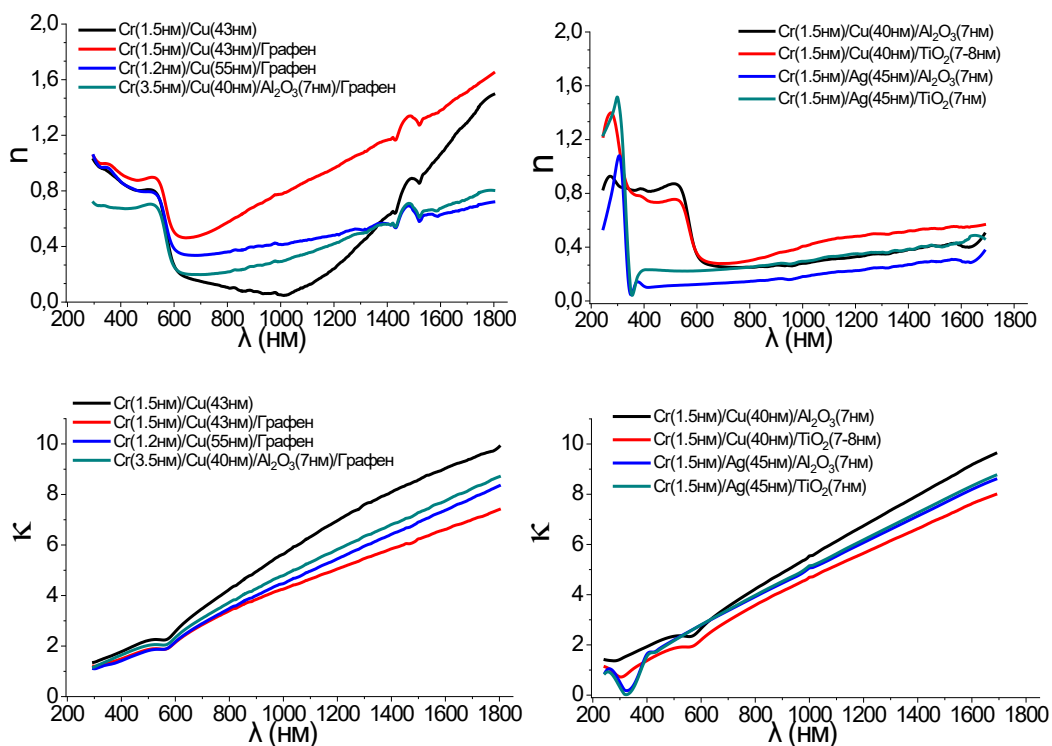 2,0
1,6
1,2
0,8
0,4
0,0
n
Cr(1.5нм)/Cu(43нм)
Cr(1.5нм)/Cu(43нм)/Графен
Cr(1.2нм)/Cu(55нм)/Графен
Cr(3.5нм)/Cu(40нм)/Al₂O₃(7нм)/Графен
200 400 600 800 1000 1200 1400 1600 1800
λ (нм)
2,0
1,6
1,2
0,8
0,4
0,0
n
Cr(1.5нм)/Cu(40нм)/Al₂O₃(7нм)
Cr(1.5нм)/Cu(40нм)/TiO₂(7-8нм)
Cr(1.5нм)/Ag(45нм)/Al₂O₃(7нм)
Cr(1.5нм)/Ag(45нм)/TiO₂(7нм)
200 400 600 800 1000 1200 1400 1600 1800
λ (нм)
10
8
6
4
2
0
κ
Cr(1.5нм)/Cu(43нм)
Cr(1.5нм)/Cu(43нм)/Графен
Cr(1.2нм)/Cu(55нм)/Графен
Cr(3.5нм)/Cu(40нм)/Al₂O₃(7нм)/Графен
200 400 600 800 1000 1200 1400 1600 1800
λ (нм)
10
8
6
4
2
0
κ
Cr(1.5нм)/Cu(40нм)/Al₂O₃(7нм)
Cr(1.5нм)/Cu(40нм)/TiO₂(7-8нм)
Cr(1.5нм)/Ag(45нм)/Al₂O₃(7нм)
Cr(1.5нм)/Ag(45нм)/TiO₂(7нм)
200 400 600 800 1000 1200 1400 1600 1800
λ (нм)